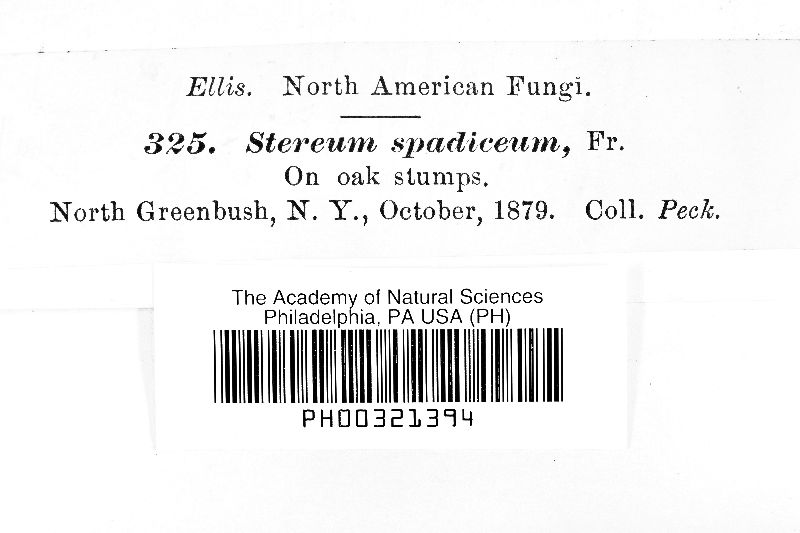 Ellis. North American Fungi.
325. Stereum spadiceum, Fr.
On oak stumps.
North Greenbush, N. Y., October, 1879. Coll. Peck.
The Academy of Natural Sciences
Philadelphia, PA USA (PH)
PH00321394